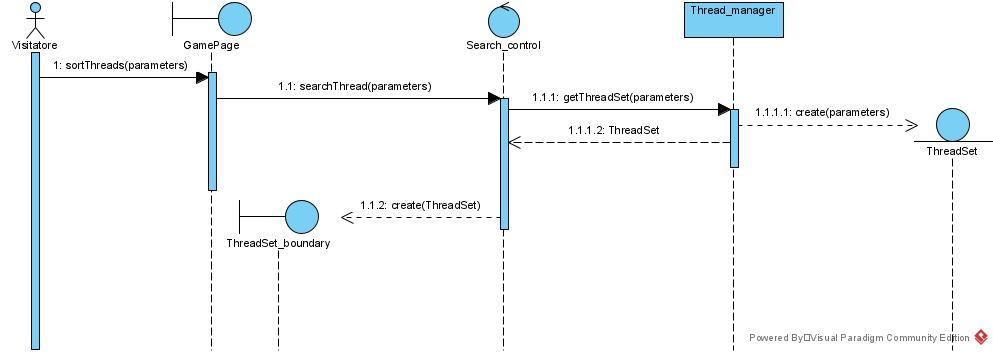 Visitatore
GamePage
Search_control
Thread_manager
1: sortThreads(parameters)
1.1: searchThread(parameters)
1.1.1: getThreadSet(parameters)
1.1.1.1: create(parameters)
1.1.1.2: ThreadSet
ThreadSet
1.1.2: create(ThreadSet)
ThreadSet_boundary
Powered By□Visual Paradigm Community Edition